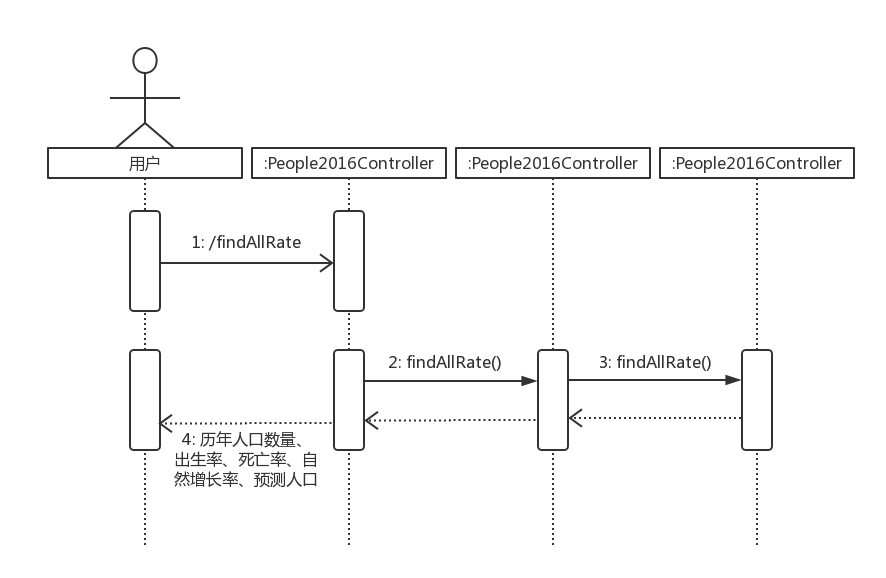 用户
:People2016Controller
:People2016Controller
:People2016Controller
1: /findAllRate
2: findAllRate()
3: findAllRate()
4: 历年人口数量、
出生率、死亡率、自
然增长率、预测人口